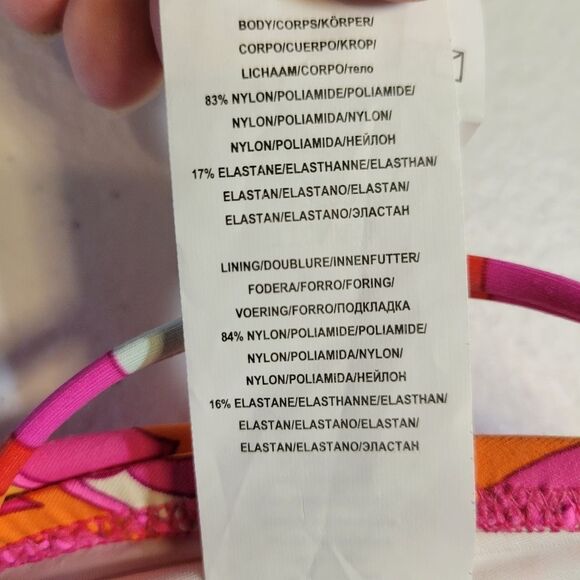 BODY/CORPS/KÖRPER/
CORPO/CUERPO/KROP/
LICHAAM/CORPO/тело
83% NYLON/POLIAMIDE/POLIAMIDE/
NYLON/POLIAMIDA/NYLON/
NYLON/POLIAMIDA/НЕЙЛОН
17% ELASTANE/ELASTHANNE/ELASTHAN/
ELASTAN/ELASTANO/ELASTAN/
ELASTAN/ELASTANO/ЭЛАСТАН
LINING/DOUBLURE/INNENFUTTER/
FODERA/FORRO/FORING/
VOERING/FORRO/ПОДКЛАДКА
84% NYLON/POLIAMIDE/POLIAMIDE/
NYLON/POLIAMIDA/NYLON/
NYLON/POLIAMIDA/НЕЙЛОН
16% ELASTANE/ELASTHANNE/ELASTHAN/
ELASTAN/ELASTANO/ELASTAN/
ELASTAN/ELASTANO/ЭЛАСТАН